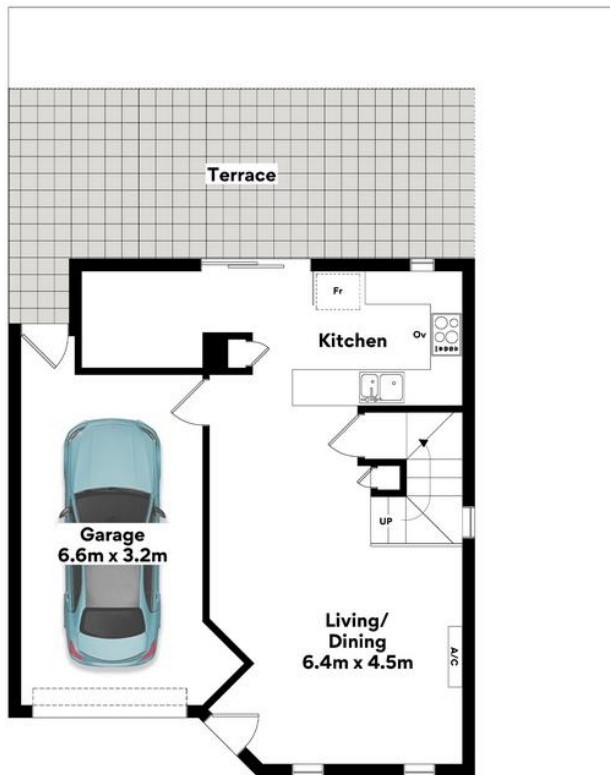 Terrace
Fr
Kitchen
Ov
UP
Garage
6.6m x 3.2m
Living/
Dining
6.4m x 4.5m
A/C